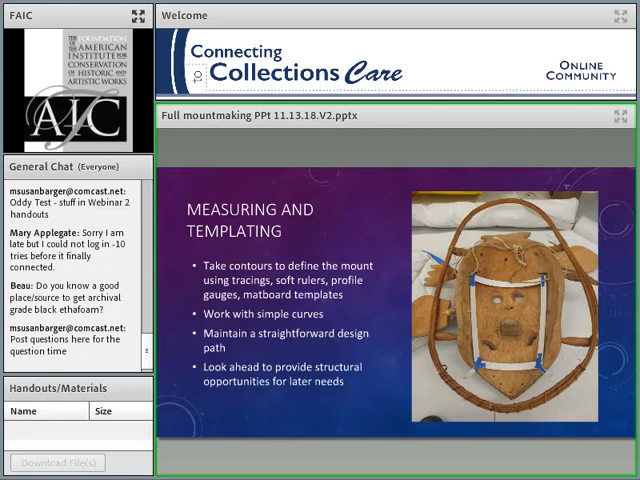 FAIC
THE FOUNDATION
OF THE
AMERICAN
INSTITUTE FOR
CONSERVATION
OF HISTORIC AND
ARTISTIC WORKS
AIC
General Chat (Everyone)
msusanbarger@comcast.net:
Oddy Test - stuff in Webinar 2
handouts
Mary Applegate: Sorry I am
late but I could not log in -10
tries before it finally
connected.
Beau: Do you know a good
place/source to get archival
grade black ethafoam?
msusanbarger@comcast.net:
Post questions here for the
question time
Handouts/Materials
Name Size
Download File(s)
Welcome
Connecting
TO Collections Care
ONLINE
COMMUNITY
Full mountmaking PPt 11.13.18.V2.pptx
MEASURING AND
TEMPLATING
• Take contours to define the mount
using tracings, soft rulers, profile
gauges, matboard templates
• Work with simple curves
• Maintain a straightforward design
path
• Look ahead to provide structural
opportunities for later needs